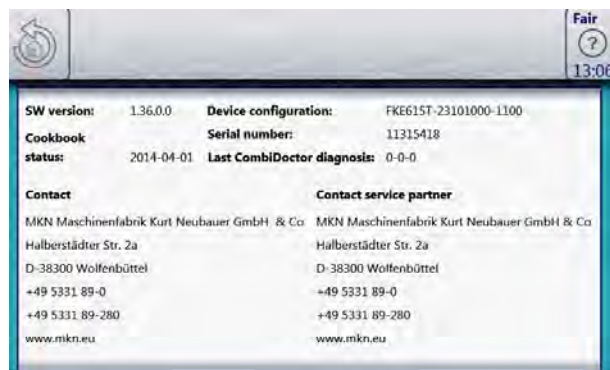 Fair
?
13:06
SW version: 1.36.0.0 Device configuration: FKE615T-23101000-1100
Cookbook Serial number: 11315418
status: 2014-04-01 Last CombiDoctor diagnosis: 0-0-0
Contact Contact service partner
MKN Maschinenfabrik Kurt Neubauer GmbH & Co MKN Maschinenfabrik Kurt Neubauer GmbH & Co
Halberstädter Str. 2a Halberstädter Str. 2a
D-38300 Wolfenbüttel D-38300 Wolfenbüttel
+49 5331 89-0 +49 5331 89-0
+49 5331 89-280 +49 5331 89-280
www.mkn.eu www.mkn.eu